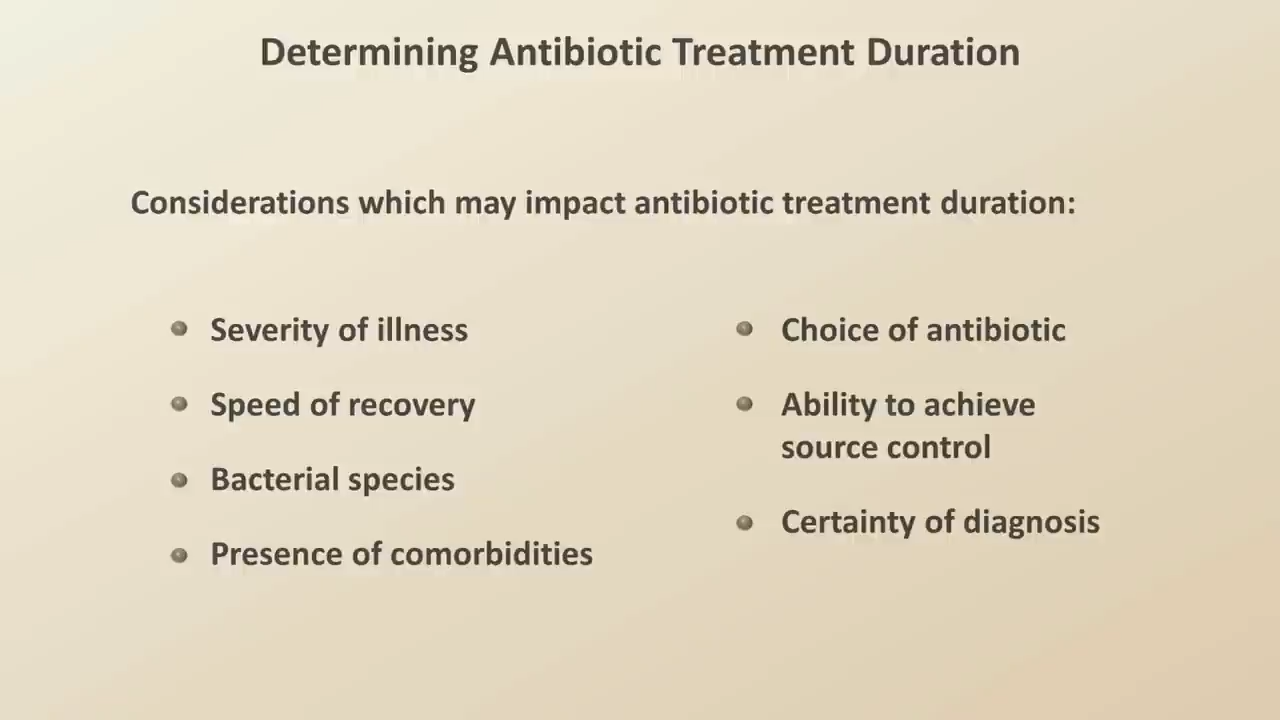 Determining Antibiotic Treatment Duration
Considerations which may impact antibiotic treatment duration:
Severity of illness
Speed of recovery
Bacterial species
Presence of comorbidities
Choice of antibiotic
Ability to achieve
source control
Certainty of diagnosis